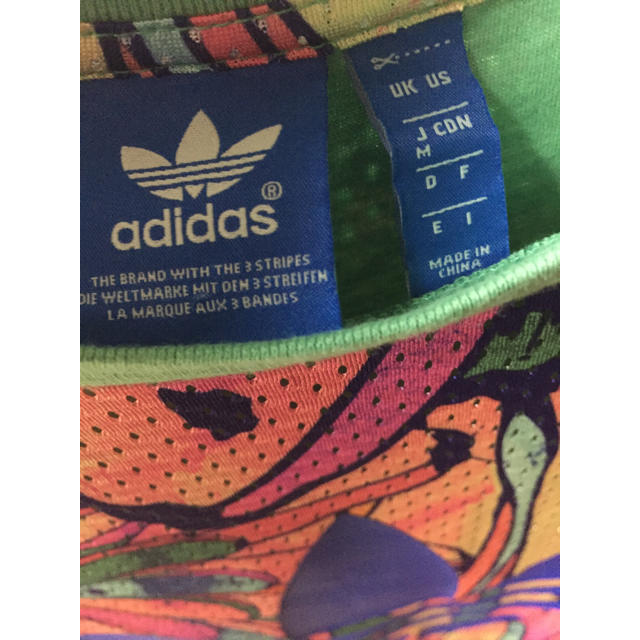 adidas®
THE BRAND WITH THE 3 STRIPES
DIE WELTMARKE MIT DEN 3 STREIFEN
LA MARQUE AUX 3 BANDES
UK US
J CDN
M
D F
E I
MADE IN
CHINA